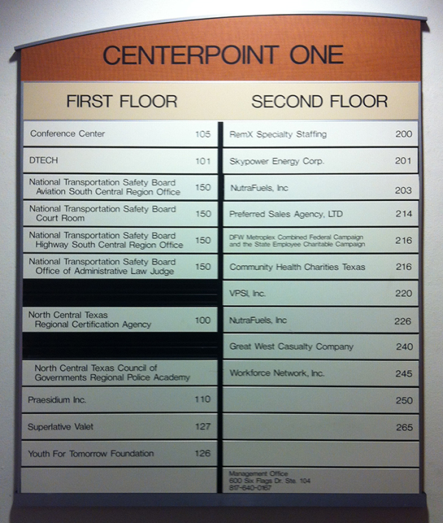 CENTERPOINT ONE
FIRST FLOOR
Conference Center 105
DTECH 101
National Transportation Safety Board
Aviation South Central Region Office 150
National Transportation Safety Board
Court Room 150
National Transportation Safety Board
Highway South Central Region Office 150
National Transportation Safety Board
Office of Administrative Law Judge 150
North Central Texas
Regional Certification Agency 100
North Central Texas Council of
Governments Regional Police Academy
Praesidium Inc. 110
Superlative Valet 127
Youth For Tomorrow Foundation 126
SECOND FLOOR
RemX Specialty Staffing 200
Skypower Energy Corp. 201
NutraFuels, Inc 203
Preferred Sales Agency, LTD 214
DFW Metroplex Combined Federal Campaign
and the State Employee Charitable Campaign 216
Community Health Charities Texas 216
VPSI, Inc. 220
NutraFuels, Inc 226
Great West Casualty Company 240
Workforce Network, Inc. 245
250
265
Management Office
600 Six Flags Dr. Ste. 104
817-640-0167